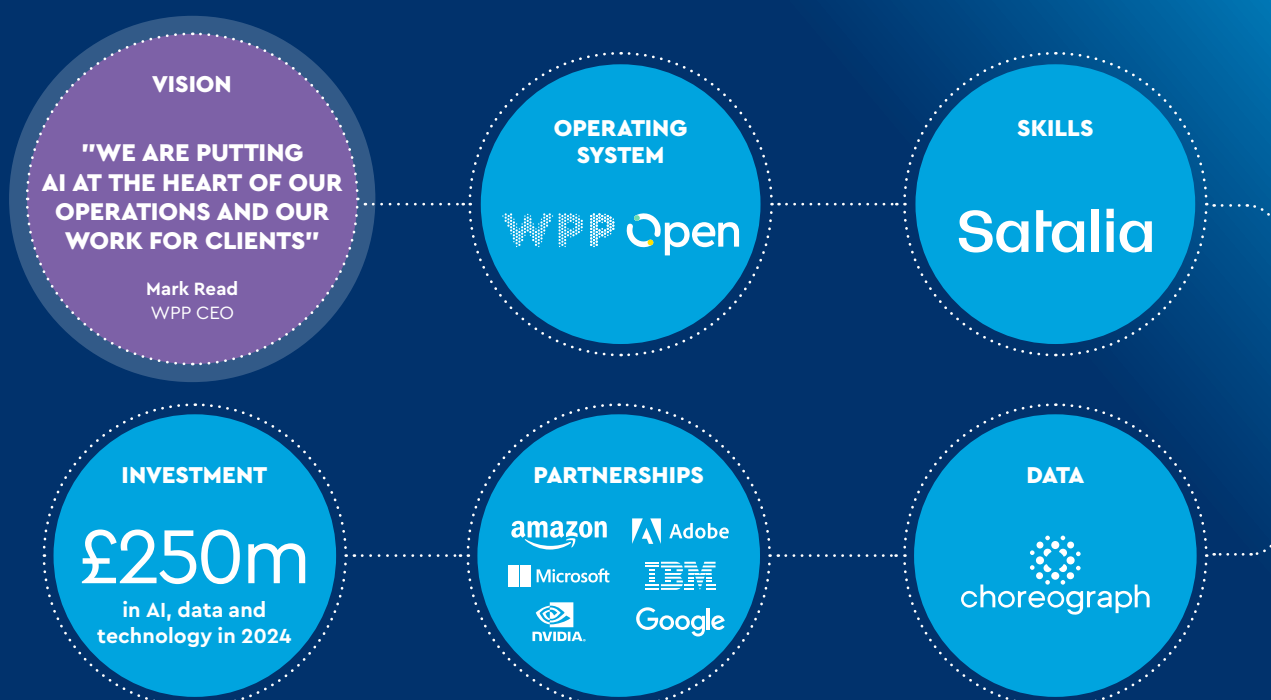 VISION
"WE ARE PUTTING
AI AT THE HEART OF OUR
OPERATIONS AND OUR
WORK FOR CLIENTS"
Mark Read
WPP CEO
OPERATING
SYSTEM
WPP Open
SKILLS
Satalia
INVESTMENT
£250m
in AI, data and
technology in 2024
PARTNERSHIPS
amazon
Adobe
Microsoft
IBM
NVIDIA.
Google
DATA
choreograph